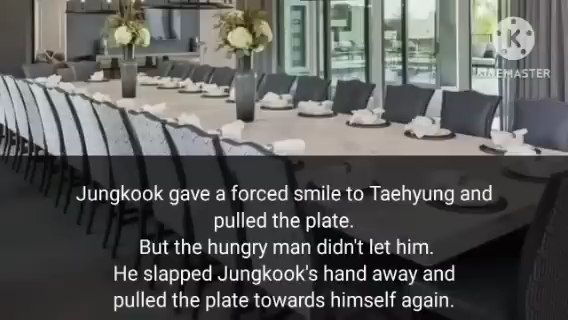 KINEMASTER
Jungkook gave a forced smile to Taehyung and
pulled the plate.
But the hungry man didn't let him.
He slapped Jungkook's hand away and
pulled the plate towards himself again.